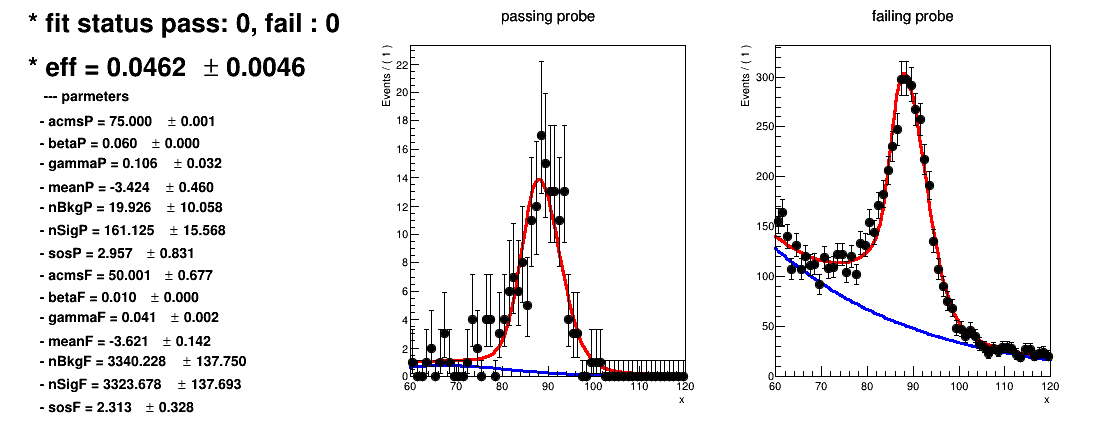 * fit status pass: 0, fail : 0
* eff = 0.0462 ± 0.0046
--- parmeters
- acmsP = 75.000 ± 0.001
- betaP = 0.060 ± 0.000
- gammaP = 0.106 ± 0.032
- meanP = -3.424 ± 0.460
- nBkgP = 19.926 ± 10.058
- nSigP = 161.125 ± 15.568
- sosP = 2.957 ± 0.831
- acmsF = 50.001 ± 0.677
- betaF = 0.010 ± 0.000
- gammaF = 0.041 ± 0.002
- meanF = -3.621 ± 0.142
- nBkgF = 3340.228 ± 137.750
- nSigF = 3323.678 ± 137.693
- sosF = 2.313 ± 0.328
passing probe
Events / ( 1 )
22
20
18
16
14
12
10
8
6
4
2
0
60 70 80 90 100 110 120
x
failing probe
Events / ( 1 )
300
250
200
150
100
50
0
60 70 80 90 100 110 120
x